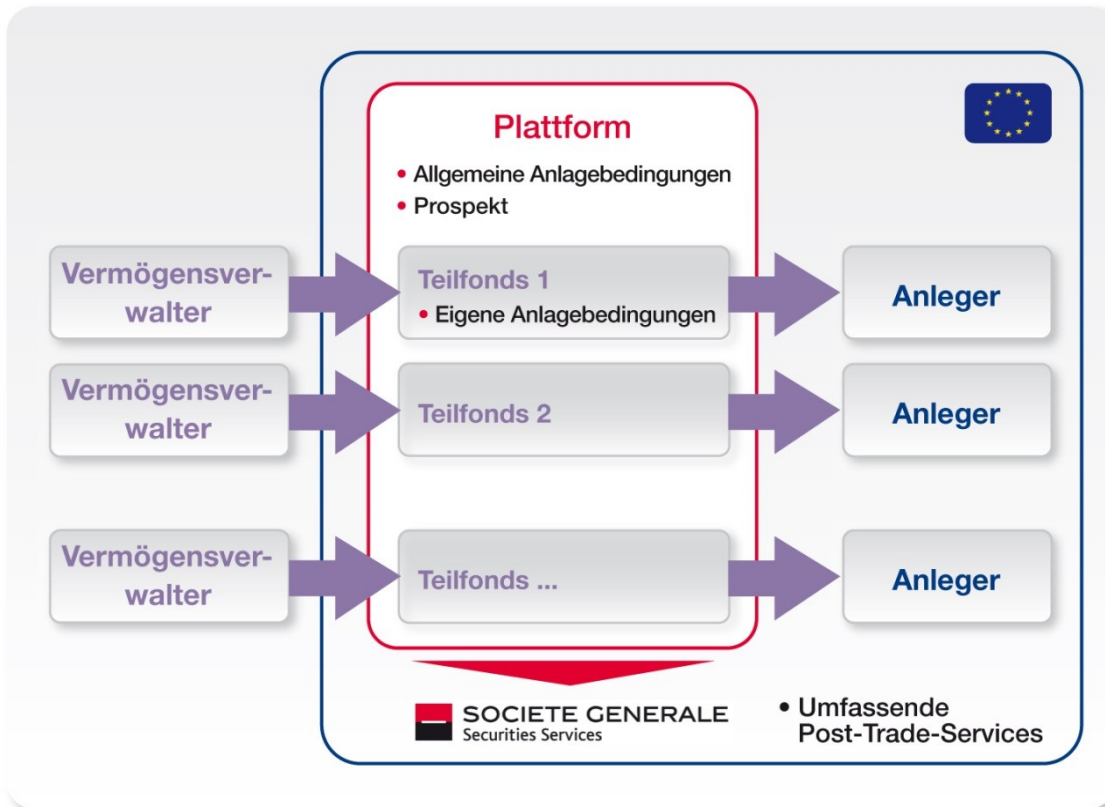 Plattform
• Allgemeine Anlagebedingungen
• Prospekt
Vermögensver-
walter
Teilfonds 1
• Eigene Anlagebedingungen
Anleger
Vermögensver-
walter
Teilfonds 2
Anleger
Vermögensver-
walter
Teilfonds ...
Anleger
SOCIETE GENERALE
Securities Services
• Umfassende
Post-Trade-Services